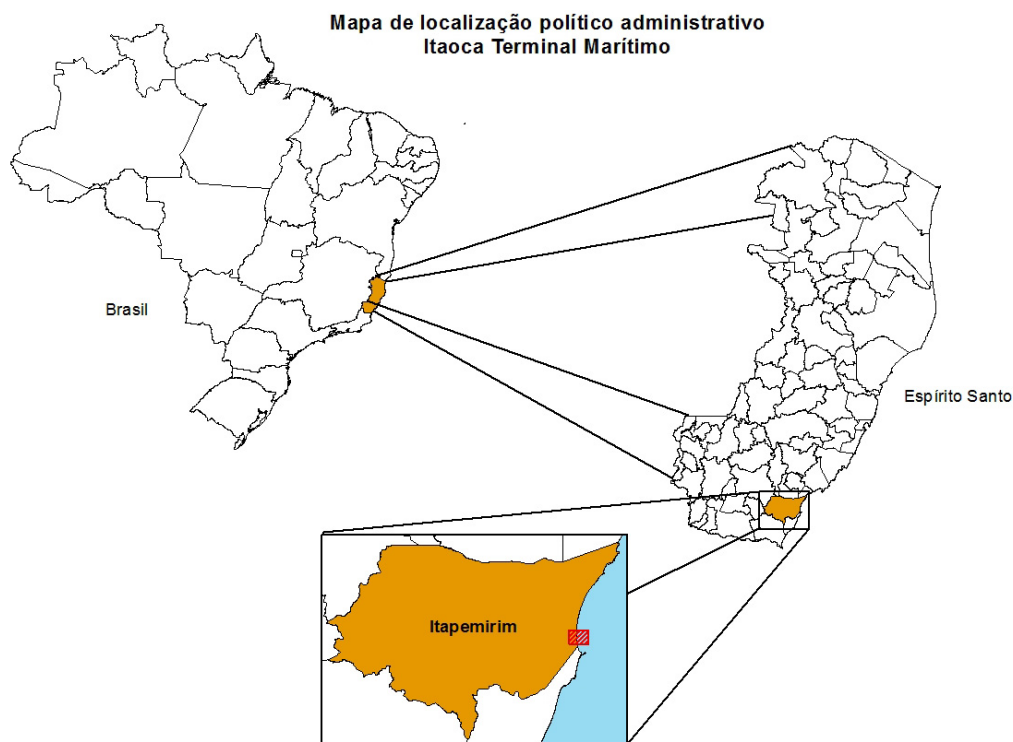 Mapa de localização político administrativo
Itaoca Terminal Marítimo
Brasil
Espírito Santo
Itapemirim